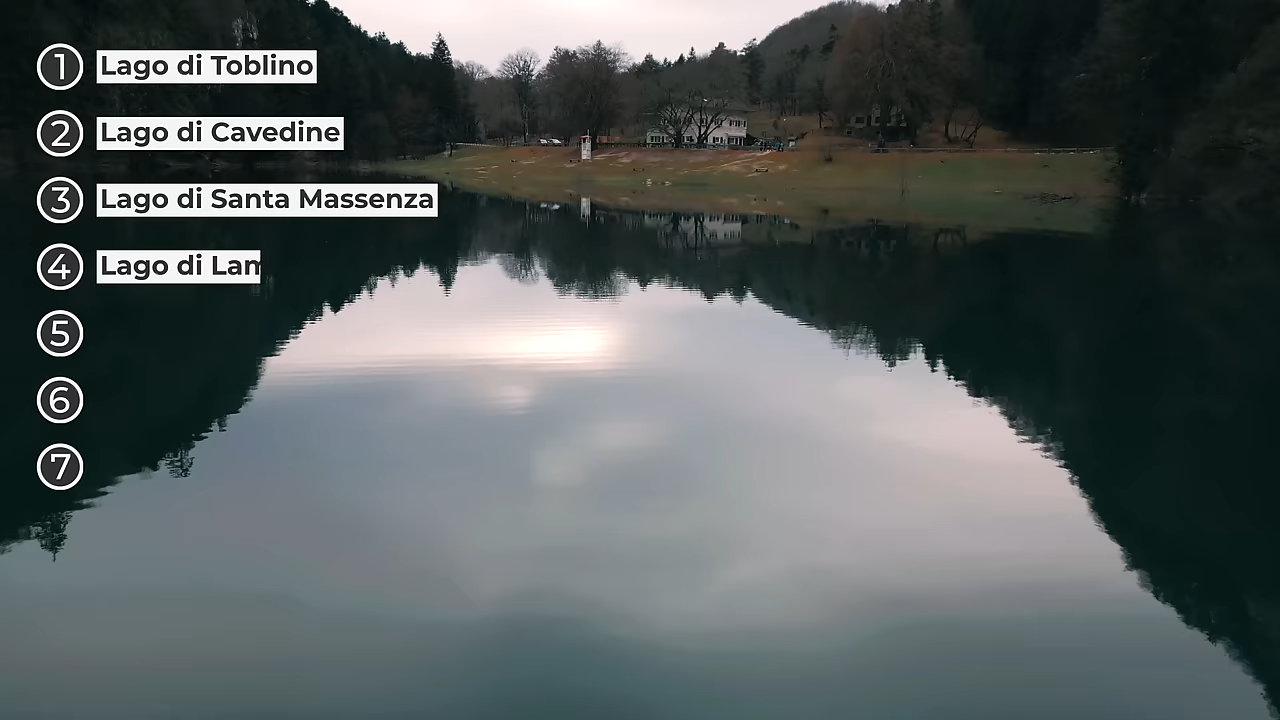 1 Lago di Toblino
2 Lago di Cavedine
3 Lago di Santa Massenza
4 Lago di
5
6
7